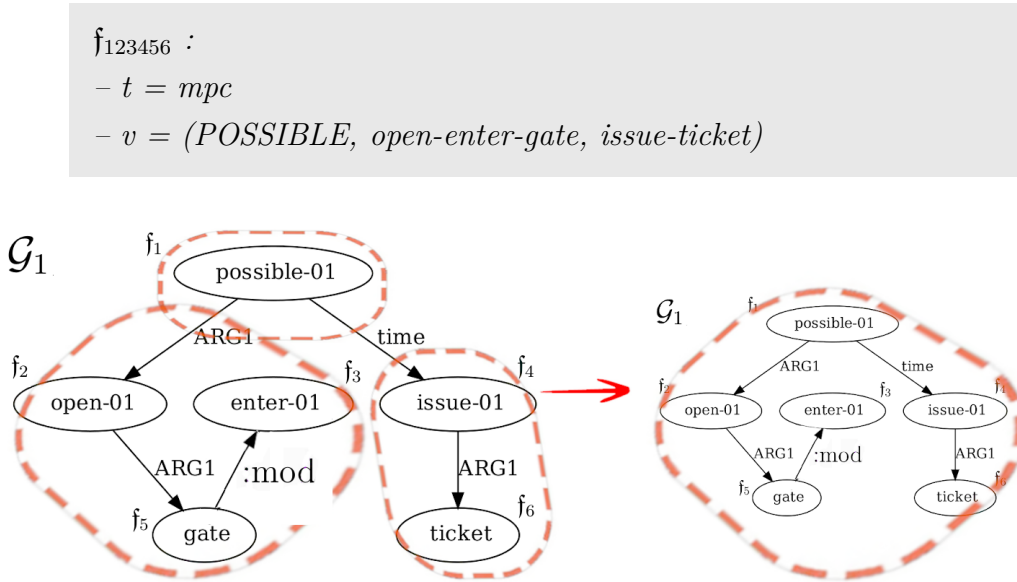 𝔣₁₂₃₄₅₆ :
– t = mpc
– v = (POSSIBLE, open-enter-gate, issue-ticket)
𝒢₁
𝔣₁
possible-01
ARG1
time
𝔣₂
open-01
enter-01
𝔣₃
issue-01
𝔣₄
ARG1
:mod
ARG1
𝔣₅
gate
𝔣₆
ticket
𝒢₁
𝔣₁
possible-01
ARG1
time
𝔣₂
open-01
enter-01
𝔣₃
issue-01
𝔣₄
ARG1
:mod
ARG1
𝔣₅
gate
ticket
𝔣₆